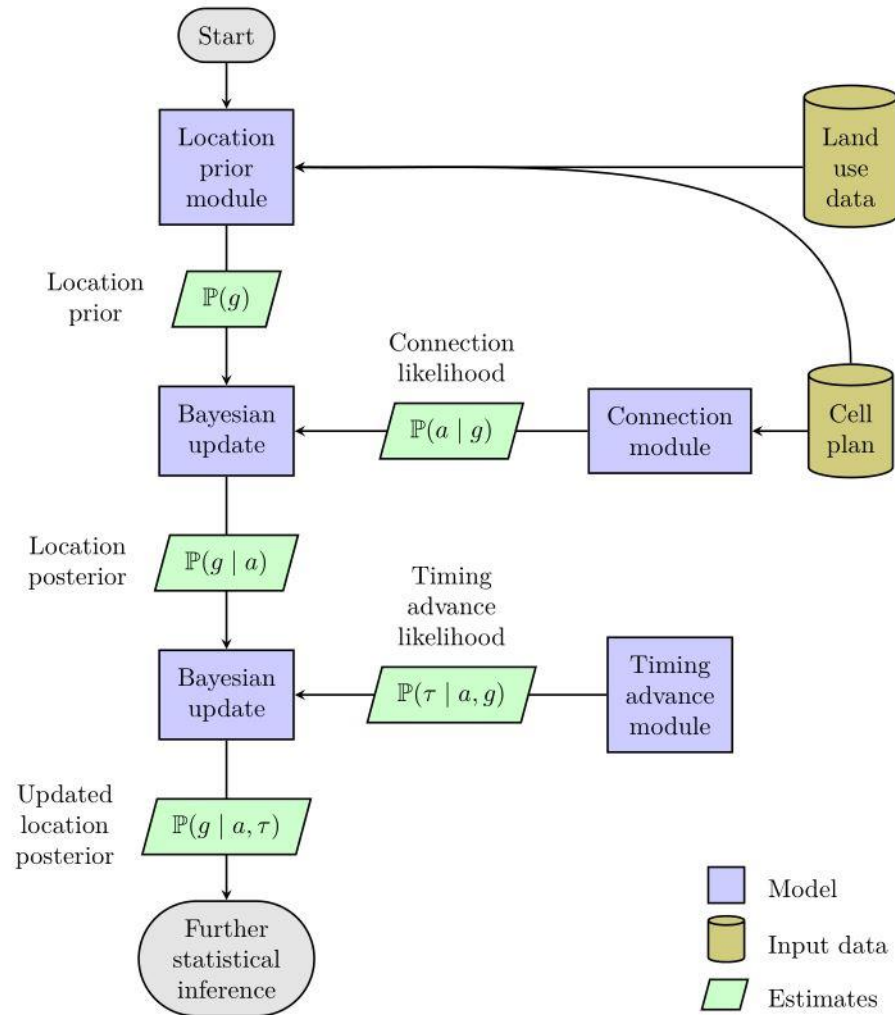 Start
Location
prior
module
Land
use
data
Location
prior
ℙ(g)
Connection
likelihood
Bayesian
update
ℙ(a | g)
Connection
module
Cell
plan
Location
posterior
ℙ(g | a)
Timing
advance
likelihood
Bayesian
update
ℙ(τ | a, g)
Timing
advance
module
Updated
location
posterior
ℙ(g | a, τ)
Further
statistical
inference
Model
Input data
Estimates